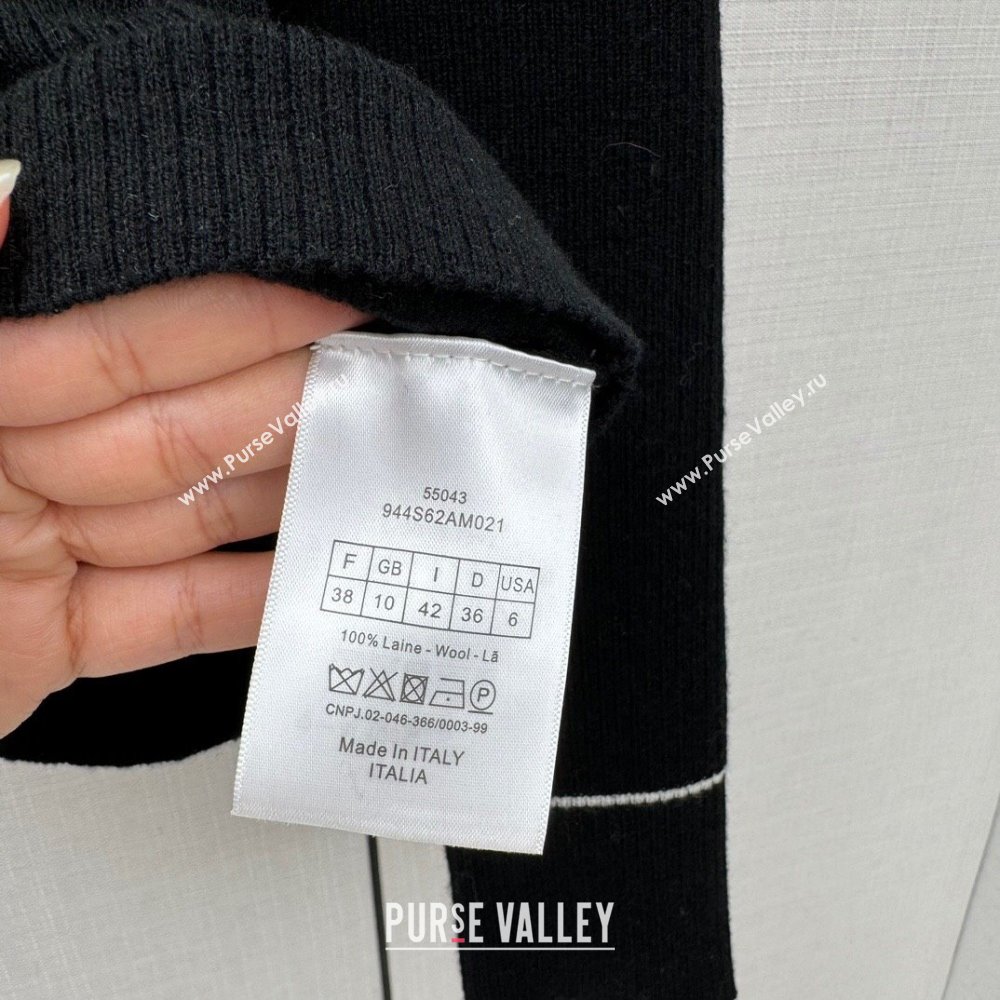 www.PurseValley.ru
www.PurseValley.ru
55043
944S62AM021
F GB I D USA
38 10 42 36 6
100% Laine - Wool - Lã
P
CNPJ.02-046-366/0003-99
Made In ITALY
ITALIA
PURSE VALLEY